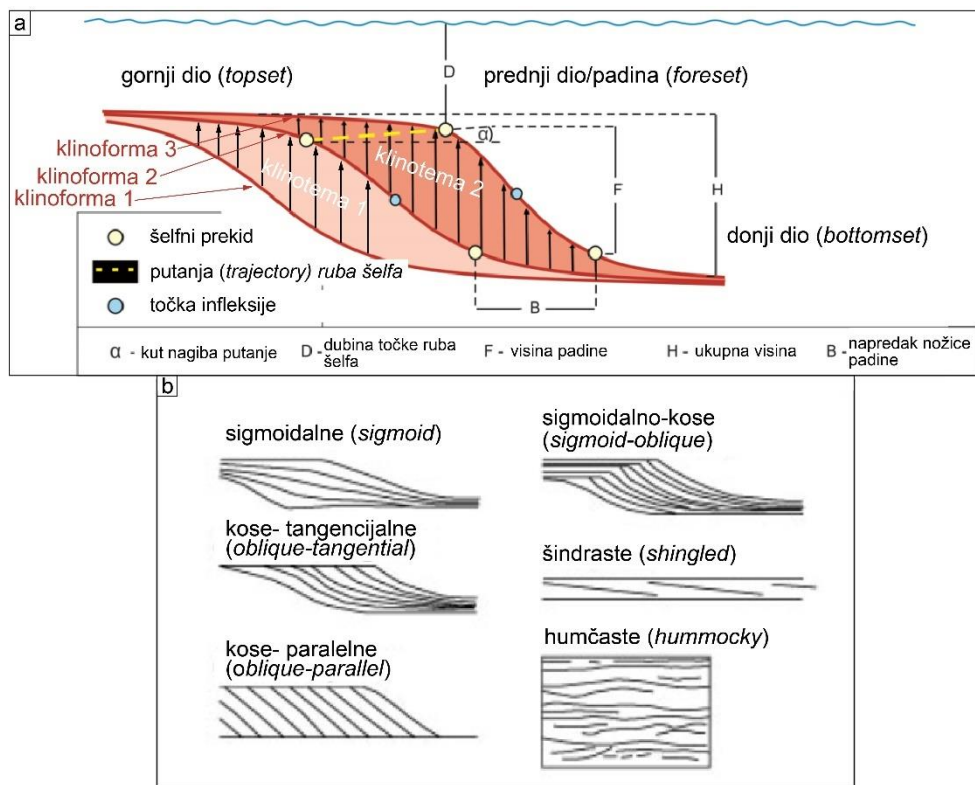 a
gornji dio (topset)
D
prednji dio/padina (foreset)
α
klinoforma 3
klinoforma 2
klinoforma 1
klinotema 1
klinotema 2
F
H
donji dio (bottomset)
B
šelfni prekid
putanja (trajectory) ruba šelfa
točka infleksije
α - kut nagiba putanje
D - dubina točke ruba
šelfa
F - visina padine
H - ukupna visina
B - napredak nožice
padine
b
sigmoidalne (sigmoid)
sigmoidalno-kose
(sigmoid-oblique)
kose- tangencijalne
(oblique-tangential)
šindraste (shingled)
kose- paralelne
(oblique-parallel)
humčaste (hummocky)